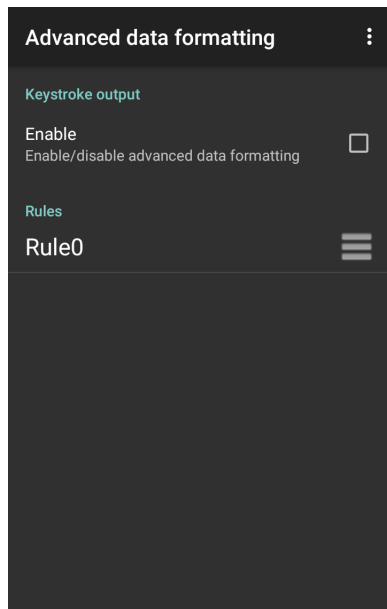 Advanced data formatting
Keystroke output
Enable
Enable/disable advanced data formatting
Rules
Rule0